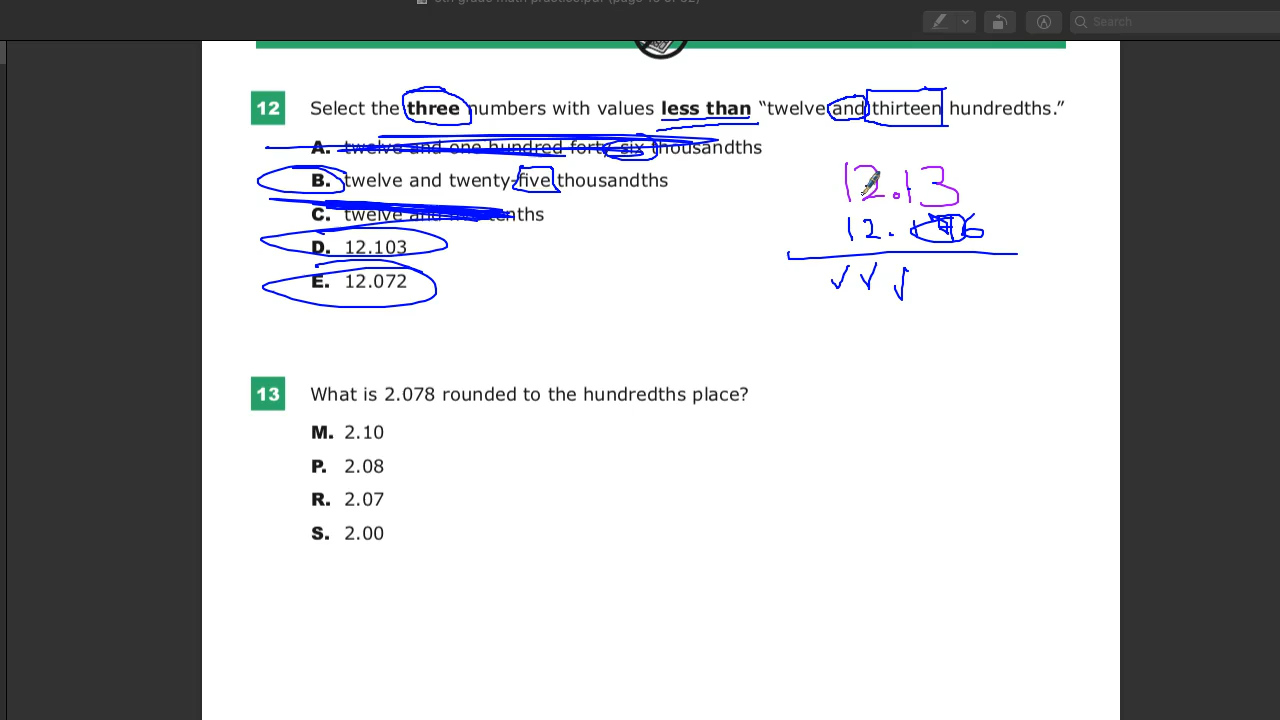 Search
12 Select the three numbers with values less than “twelve and thirteen hundredths.”
A. twelve and one hundred forty-six thousandths
B. twelve and twenty-five thousandths
C. twelve and tenths
D. 12.103
E. 12.072
12.13
12.
13 What is 2.078 rounded to the hundredths place?
M. 2.10
P. 2.08
R. 2.07
S. 2.00